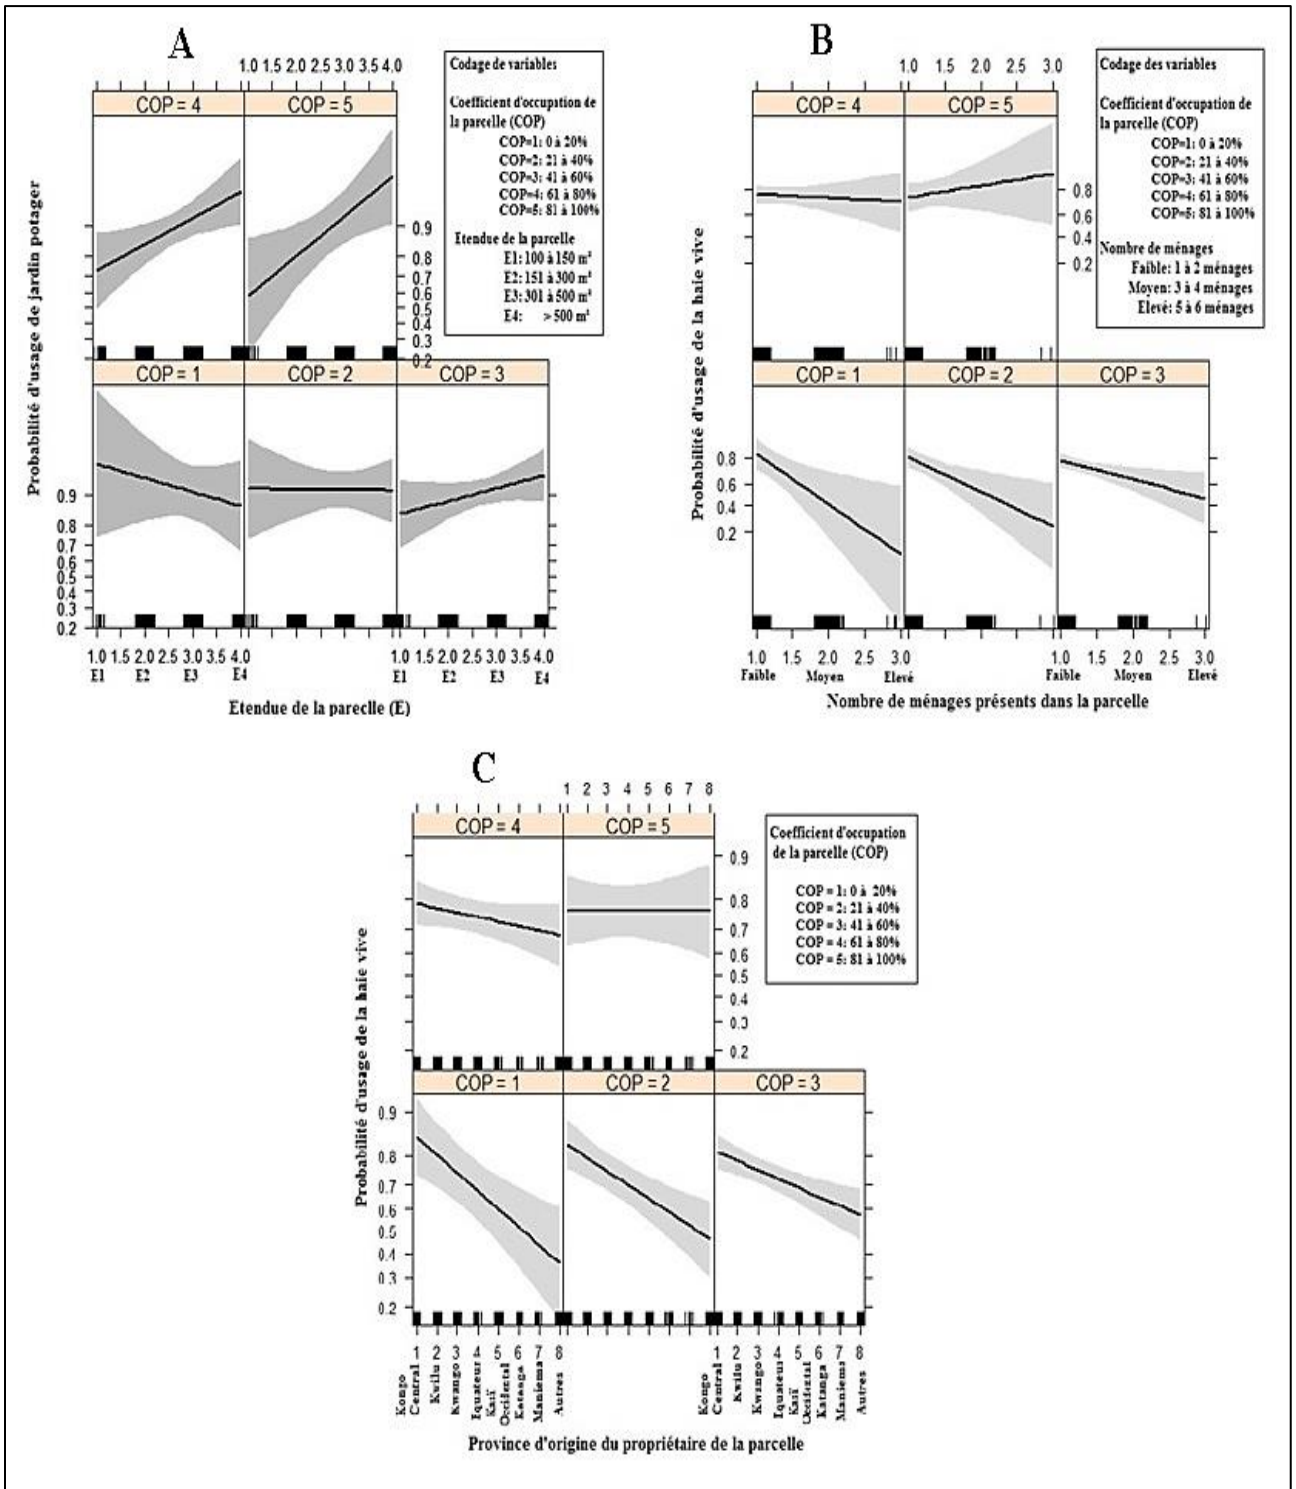 A
1.0 1.5 2.0 2.5 3.0 3.5 4.0
COP = 4
COP = 5
Probabilité d'usage de jardin potager
0.9
0.8
0.7
0.6
0.5
0.4
0.3
0.2
COP = 1
COP = 2
COP = 3
0.9
0.8
0.7
0.6
0.5
0.4
0.3
0.2
1.0 1.5 2.0 2.5 3.0 3.5 4.0
E1 E2 E3 E4
1.0 1.5 2.0 2.5 3.0 3.5 4.0
E1 E2 E3 E4
Etendue de la pareclle (E)
Codage de variables
Coefficient d'occupation de
la parcelle (COP)
COP=1: 0 à 20%
COP=2: 21 à 40%
COP=3: 41 à 60%
COP=4: 61 à 80%
COP=5: 81 à 100%
Etendue de la parcelle
E1: 100 à 150 m²
E2: 151 à 300 m²
E3: 301 à 500 m²
E4: > 500 m²
B
1.0 1.5 2.0 2.5 3.0
COP = 4
COP = 5
Probabilité d'usage de la haie vive
0.8
0.6
0.4
0.2
COP = 1
COP = 2
COP = 3
0.8
0.6
0.4
0.2
1.0 1.5 2.0 2.5 3.0
Faible Moyen Elevé
1.0 1.5 2.0 2.5 3.0
Faible Moyen Elevé
Nombre de ménages présents dans la parcelle
Codage des variables
Coefficient d'occupation de
la parcelle (COP)
COP=1: 0 à 20%
COP=2: 21 à 40%
COP=3: 41 à 60%
COP=4: 61 à 80%
COP=5: 81 à 100%
Nombre de ménages
Faible: 1 à 2 ménages
Moyen: 3 à 4 ménages
Elevé: 5 à 6 ménages
C
1 2 3 4 5 6 7 8
COP = 4
COP = 5
Probabilité d'usage de la haie vive
0.9
0.8
0.7
0.6
0.5
0.4
0.3
0.2
COP = 1
COP = 2
COP = 3
0.9
0.8
0.7
0.6
0.5
0.4
0.3
0.2
1 2 3 4 5 6 7 8
Kongo
Central
Kwilu
Kwango
Equateur
Kasï
Occidental
Katanga
Maniema
Autres
1 2 3 4 5 6 7 8
Kongo
Central
Kwilu
Kwango
Equateur
Kasï
Occidental
Katanga
Maniema
Autres
Province d'origine du propriétaire de la parcelle
Coefficient d'occupation
de la parcelle (COP)
COP = 1: 0 à 20%
COP = 2: 21 à 40%
COP = 3: 41 à 60%
COP = 4: 61 à 80%
COP = 5: 81 à 100%